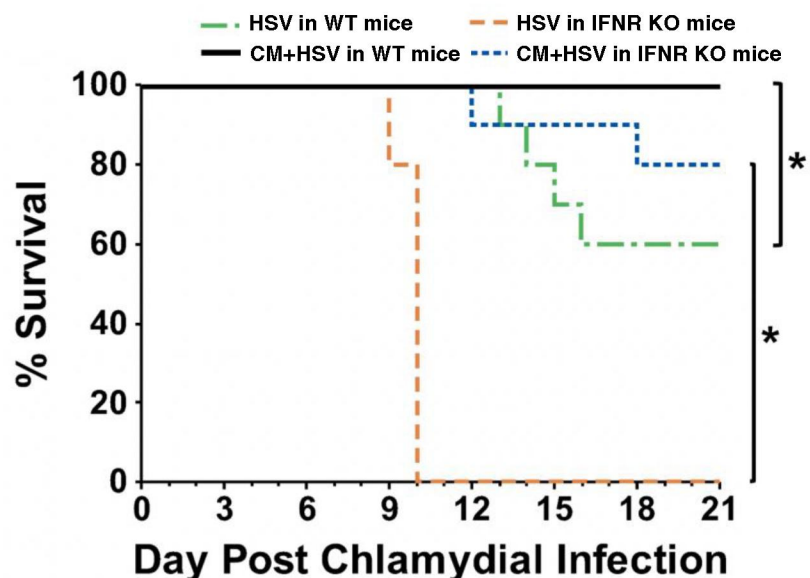 HSV in WT mice
HSV in IFNR KO mice
CM+HSV in WT mice
CM+HSV in IFNR KO mice
% Survival
100
80
60
40
20
0
*
*
0 3 6 9 12 15 18 21
Day Post Chlamydial Infection